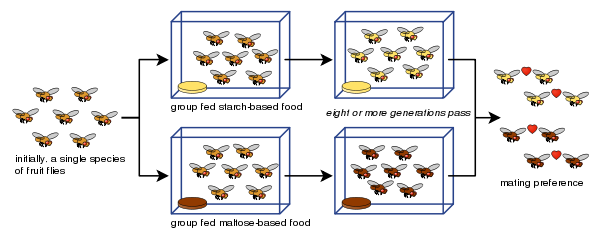 initially. a single species
of fruit flies
group fed starch-based food
group fed maltose-based food
eight or more generations pass
mating preference